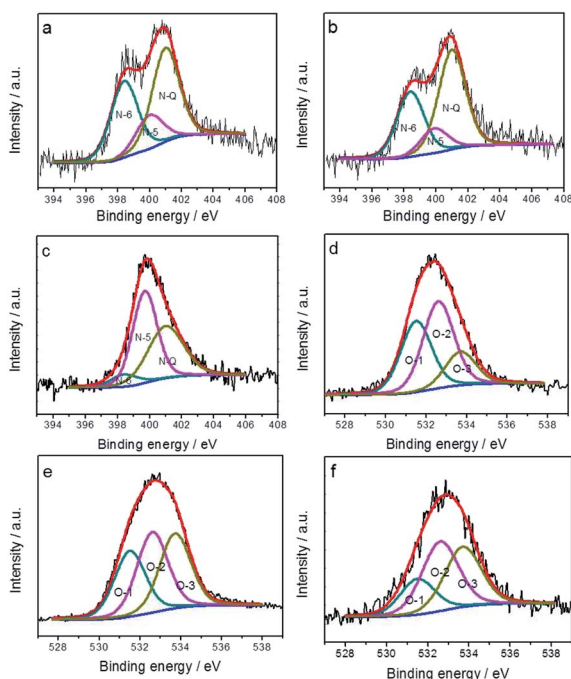 a
N-6
N-5
N-Q
Intensity / a.u.
394 396 398 400 402 404 406 408
Binding energy / eV
b
N-6
N-5
N-Q
Intensity / a.u.
394 396 398 400 402 404 406 408
Binding energy / eV
c
N-5
N-6
N-Q
Intensity / a.u.
394 396 398 400 402 404 406 408
Binding energy / eV
d
O-1
O-2
O-3
Intensity / a.u.
528 530 532 534 536 538
Binding energy / eV
e
O-1
O-2
O-3
Intensity / a.u.
528 530 532 534 536 538
Binding energy / eV
f
O-1
O-2
O-3
Intensity / a.u.
528 530 532 534 536 538
Binding energy / eV